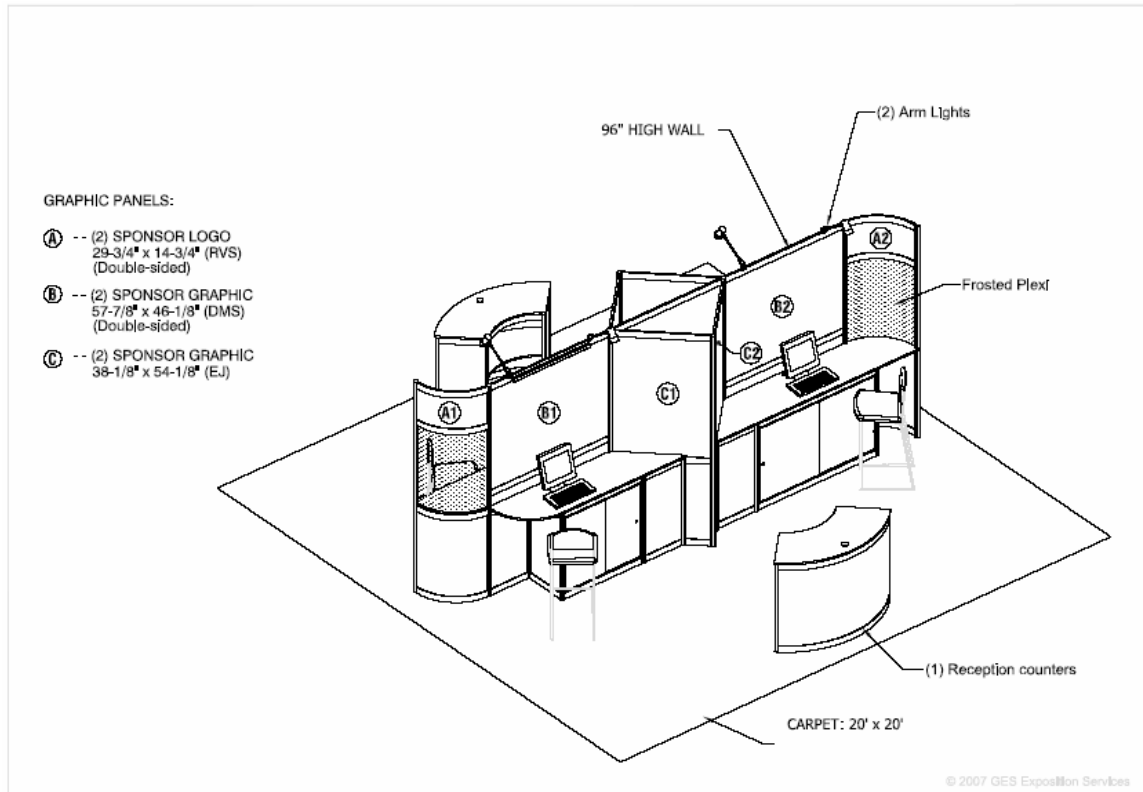 96" HIGH WALL
(2) Arm Lights
GRAPHIC PANELS:
A -- (2) SPONSOR LOGO
29-3/4" x 14-3/4" (RVS)
(Double-sided)
B -- (2) SPONSOR GRAPHIC
57-7/8" x 46-1/8" (DMS)
(Double-sided)
C -- (2) SPONSOR GRAPHIC
38-1/8" x 54-1/8" (EJ)
A2
Frosted Plexi
B2
C2
C1
A1
B1
(1) Reception counters
CARPET: 20' x 20'
© 2007 GES Exposition Services